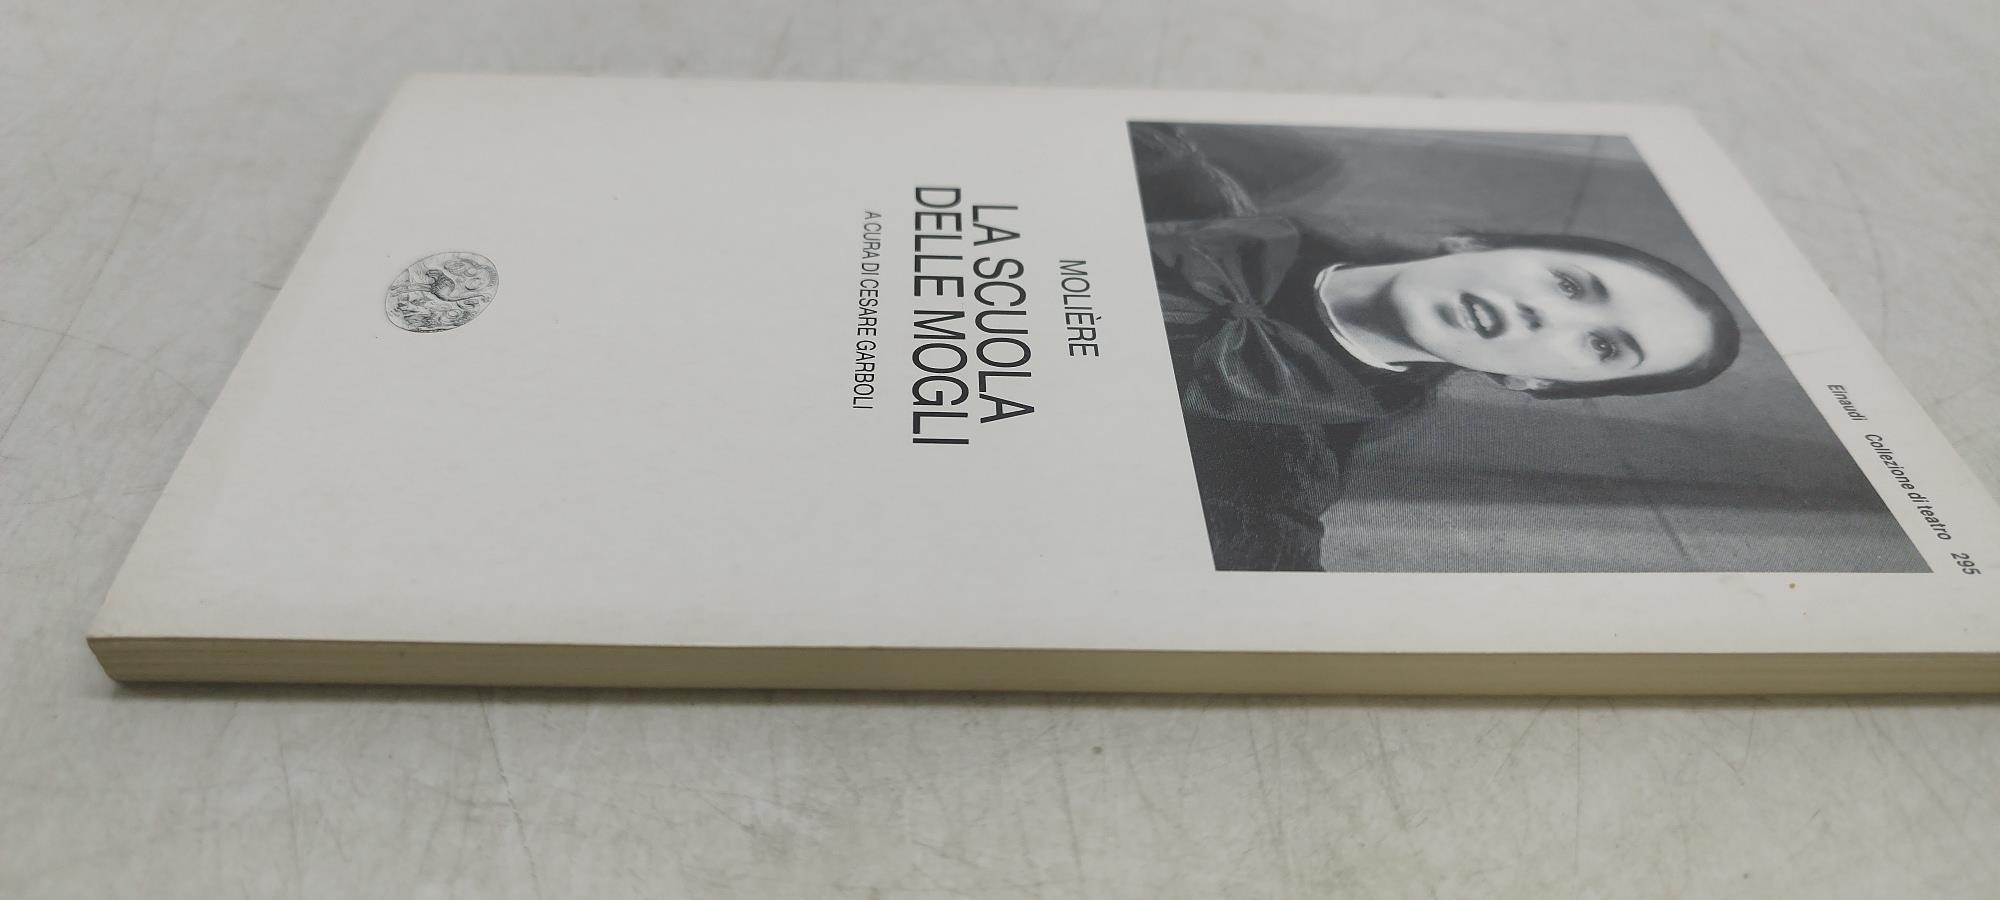 Einaudi Collezione di teatro 295
MOLIÈRE
LA SCUOLA
DELLE MOGLI
A CURA DI CESARE GARBOLI